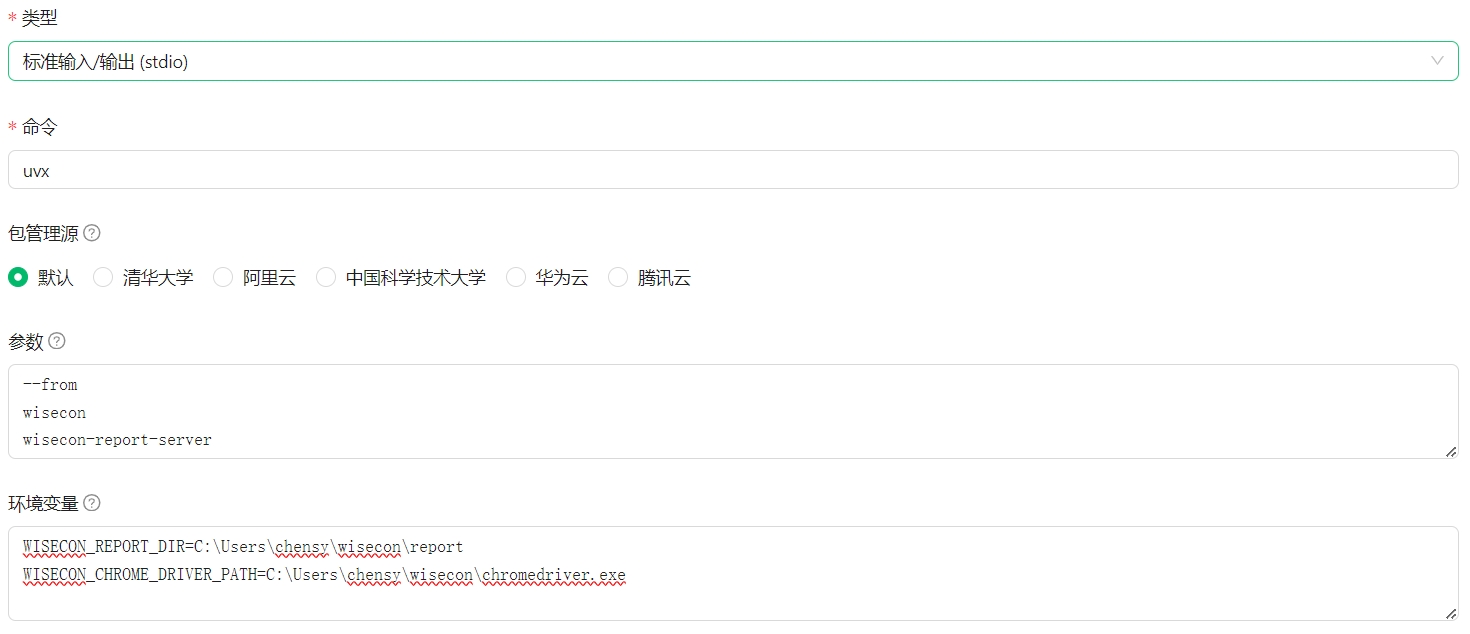 * 类型
标准输入/输出 (stdio)
* 命令
uvx
包管理源 ?
默认 清华大学 阿里云 中国科学技术大学 华为云 腾讯云
参数 ?
--from
wisecon
wisecon-report-server
环境变量 ?
WISECON_REPORT_DIR=C:\Users\chensy\wisecon\report
WISECON_CHROME_DRIVER_PATH=C:\Users\chensy\wisecon\chromedriver.exe